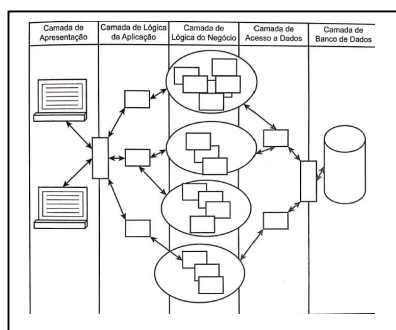 Camada de
Apresentação
Camada de Lógica
da Aplicação
Camada de
Lógica do Negócio
Camada de
Acesso a Dados
Camada de
Banco de Dados